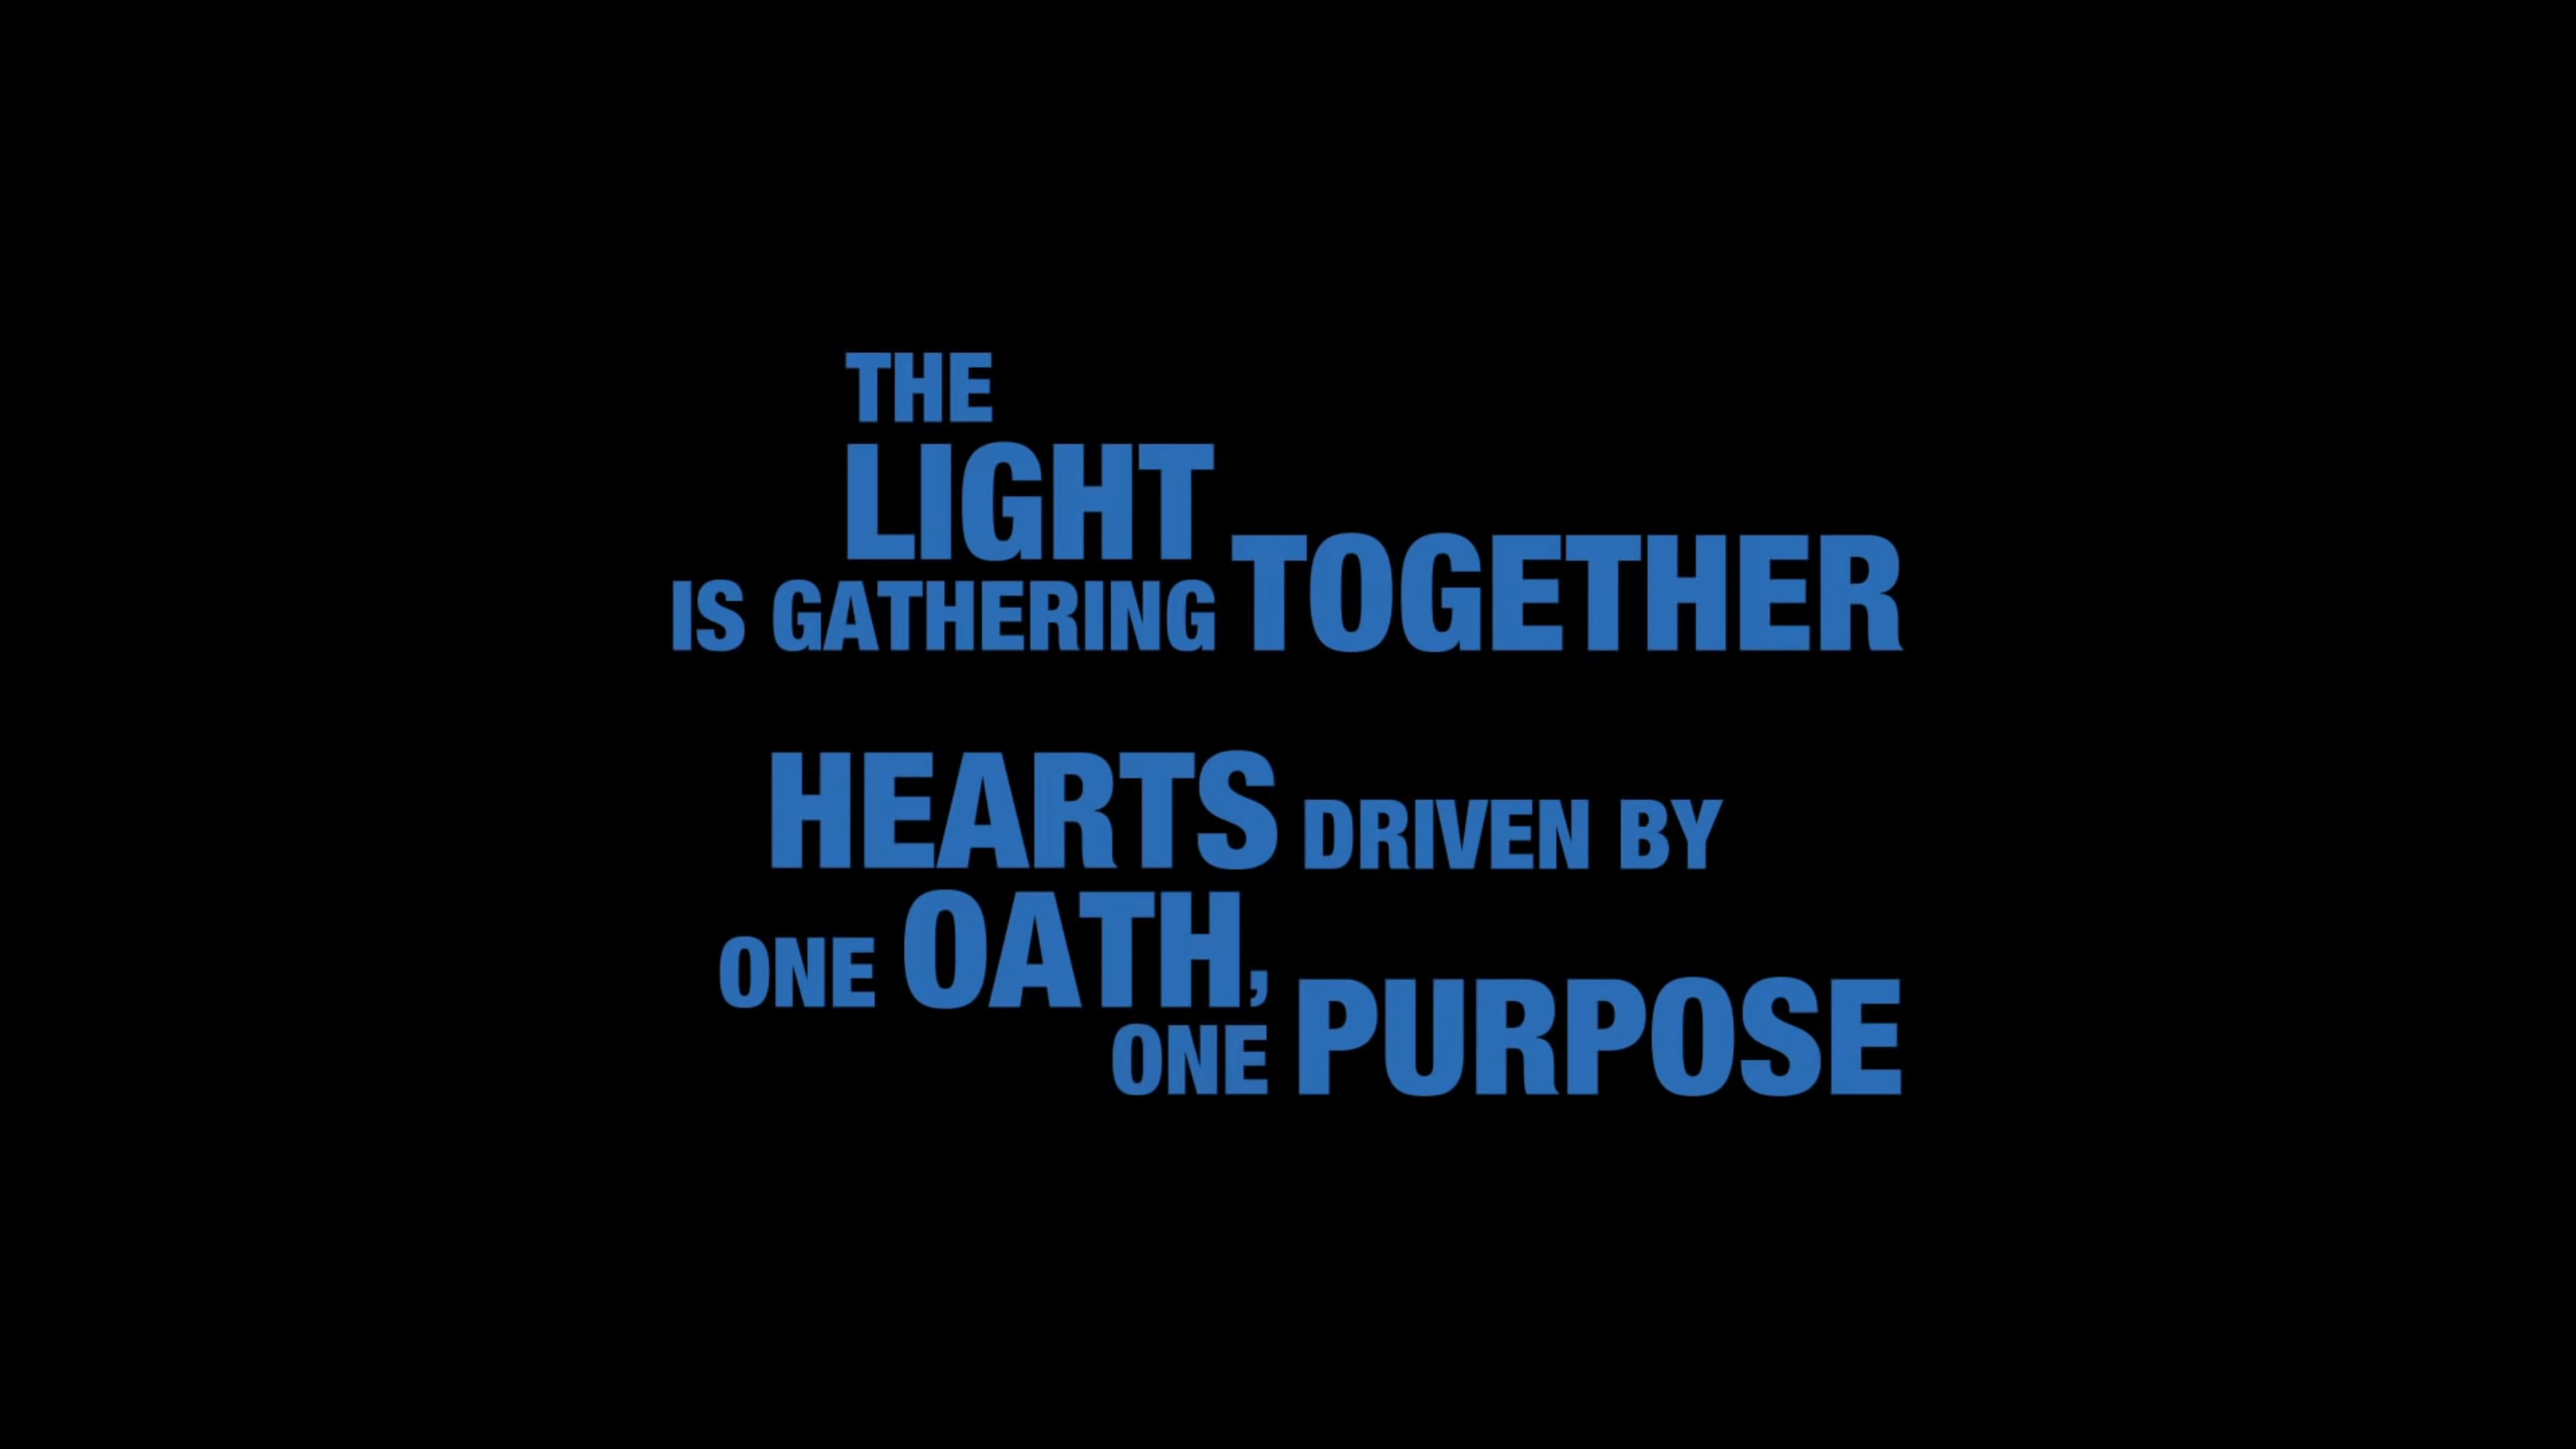 THE
LIGHT
IS GATHERING TOGETHER
HEARTS DRIVEN BY
ONE OATH,
ONE PURPOSE